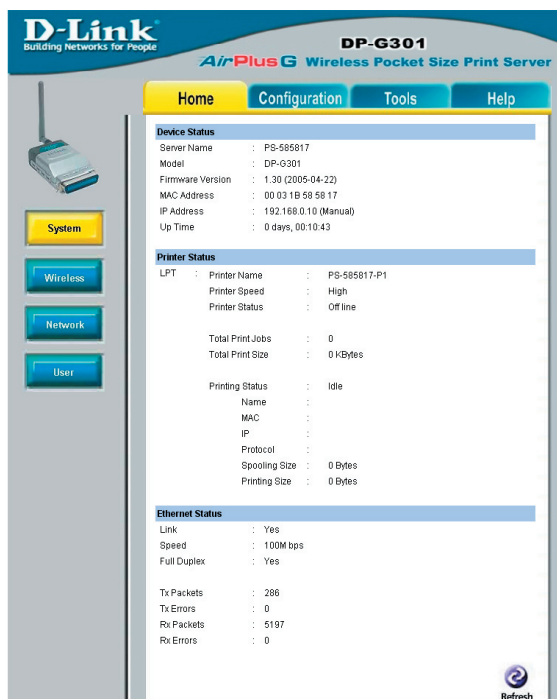 D-Link
Building Networks for People
DP-G301
AirPlus G Wireless Pocket Size Print Server
Home Configuration Tools Help
System
Wireless
Network
User
Device Status
Server Name : PS-585817
Model : DP-G301
Firmware Version : 1.30 (2005-04-22)
MAC Address : 00 03 1B 58 58 17
IP Address : 192.168.0.10 (Manual)
Up Time : 0 days, 00:10:43
Printer Status
LPT : Printer Name : PS-585817-P1
Printer Speed : High
Printer Status : Off line
Total Print Jobs : 0
Total Print Size : 0 KBytes
Printing Status : Idle
Name :
MAC :
IP :
Protocol :
Spooling Size : 0 Bytes
Printing Size : 0 Bytes
Ethernet Status
Link : Yes
Speed : 100M bps
Full Duplex : Yes
Tx Packets : 286
Tx Errors : 0
Rx Packets : 5197
Rx Errors : 0
Refresh